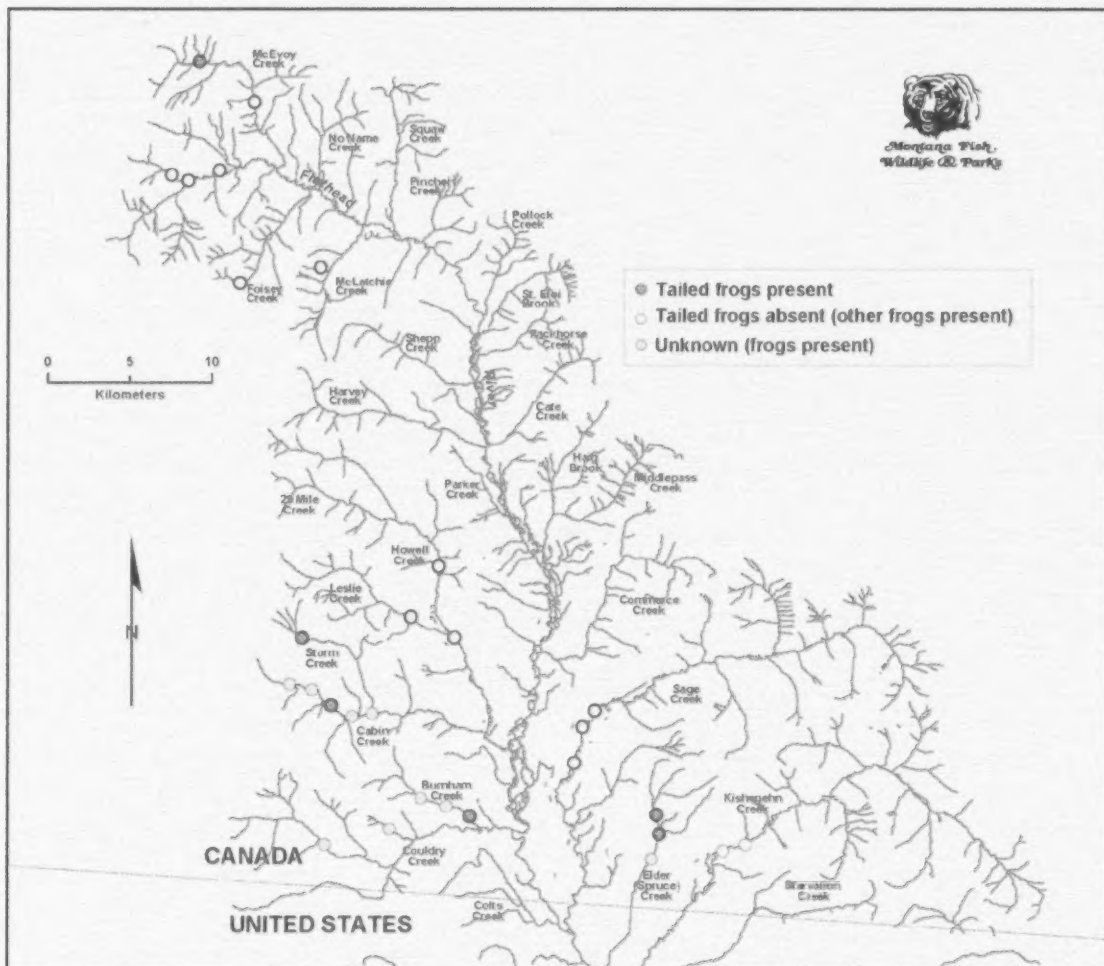 McEvoy
Creek
No Name
Creek
Squaw
Creek
Pincher
Creek
Flathead
Montana Fish,
Wildlife & Parks
Pollock
Creek
Foisey
Creek
McLatchie
Creek
St. Eloi
Brook
Packhorse
Creek
Tailed frogs present
Tailed frogs absent (other frogs present)
Unknown (frogs present)
Shepp
Creek
0 5 10
Kilometers
Harvey
Creek
River
Cate
Creek
Haig
Brook
Middlepass
Creek
Parker
Creek
29 Mile
Creek
Howell
Creek
Leslie
Creek
Commerce
Creek
N
Storm
Creek
Sage
Creek
Cabin
Creek
Burnham
Creek
Kishenehn
Creek
Couldry
Creek
CANADA
Elder
(Spruce)
Creek
Starvation
Creek
Colts
Creek
UNITED STATES